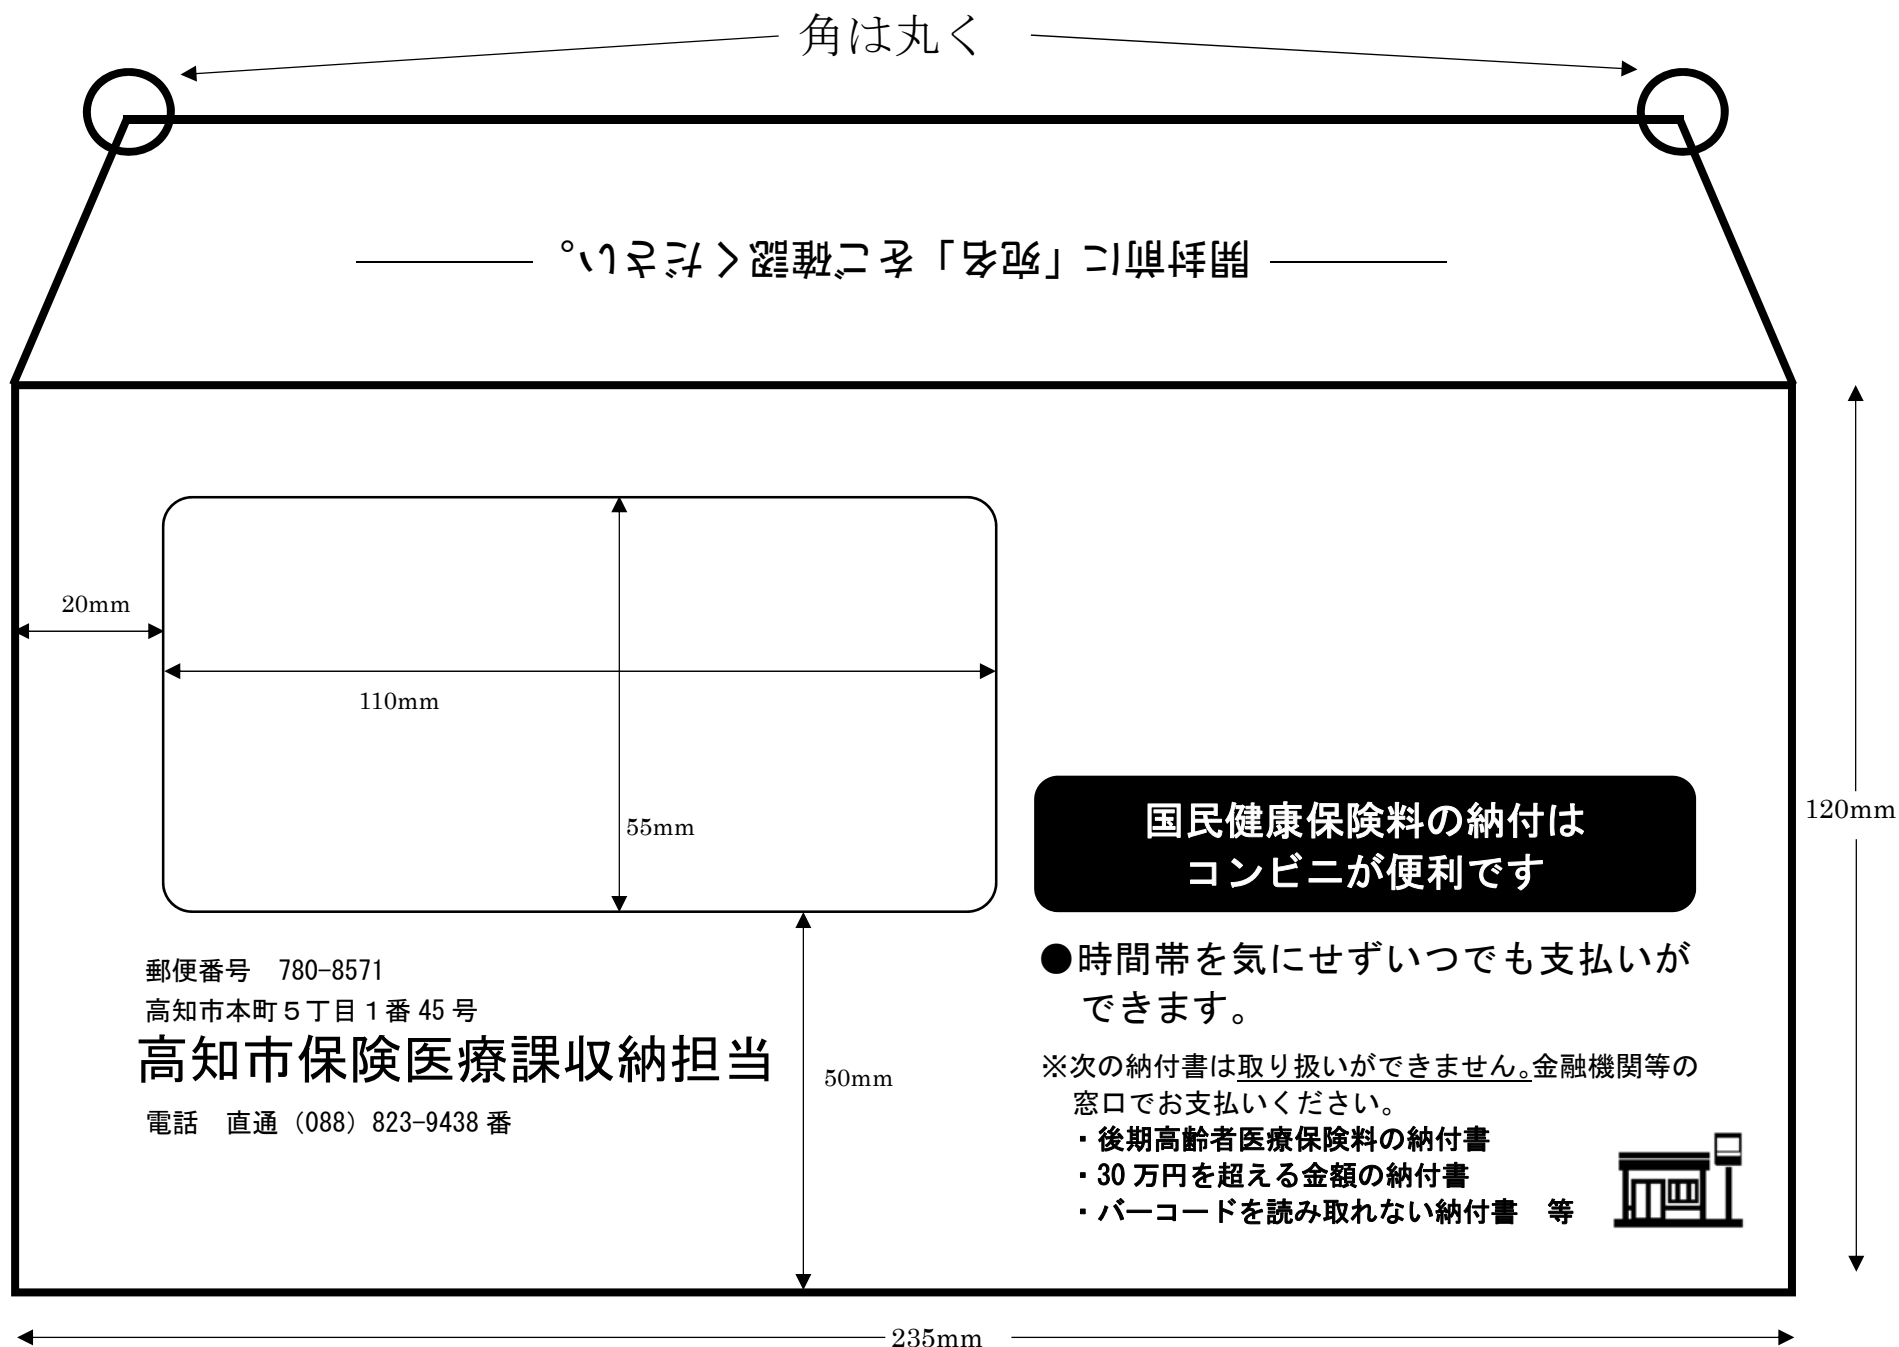 角は丸く
開封前に「宛名」をご確認ください。
20mm
110mm
55mm
120mm
国民健康保険料の納付は
コンビニが便利です
●時間帯を気にせずいつでも支払いが
できます。
郵便番号　780-8571
高知市本町５丁目１番 45 号
高知市保険医療課収納担当
電話　直通（088）823-9438 番
50mm
※次の納付書は取り扱いができません。金融機関等の
窓口でお支払いください。
・後期高齢者医療保険料の納付書
・30 万円を超える金額の納付書
・バーコードを読み取れない納付書　等
235mm